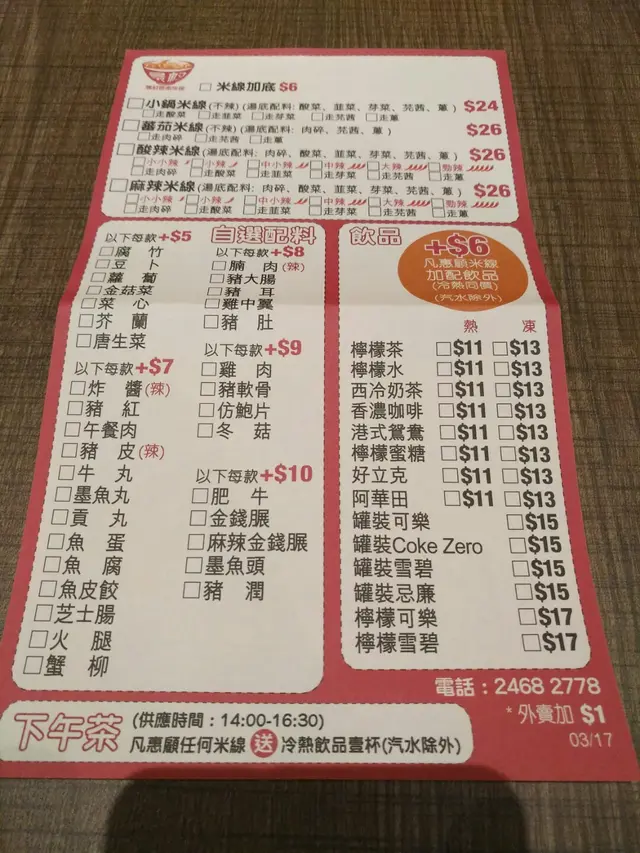 順記
米線加底 $6
小鍋米線(不辣)(湯底配料: 酸菜、韮菜、芽菜、芫茜、蔥) $24
走酸菜 走韮菜 走芽菜 走芫茜 走蔥
蕃茄米線(不辣)(湯底配料: 肉碎、芫茜、蔥) $26
走肉碎 走芫茜 走蔥
酸辣米線(湯底配料: 肉碎、酸菜、韮菜、芽菜、芫茜、蔥) $26
小小辣 小辣 中小辣 中辣 大辣 勁辣
走肉碎 走酸菜 走韮菜 走芽菜 走芫茜 走蔥
麻辣米線(湯底配料: 肉碎、酸菜、韮菜、芽菜、芫茜、蔥) $26
小小辣 小辣 中小辣 中辣 大辣 勁辣
走肉碎 走酸菜 走韮菜 走芽菜 走芫茜 走蔥
自選配料
以下每款+$5
腐竹
豆卜
蘿蔔
金菇菜
菜心
芥蘭
唐生菜
以下每款+$7
炸醬(辣)
豬紅
午餐肉
豬皮(辣)
牛丸
墨魚丸
貢丸
魚蛋
魚腐
魚皮餃
芝士腸
火腿
蟹柳
以下每款+$8
腩肉(辣)
豬大腸
豬耳
雞中翼
豬肚
以下每款+$9
雞肉
豬軟骨
仿鮑片
冬菇
以下每款+$10
肥牛
金錢脹
麻辣金錢脹
墨魚頭
豬潤
飲品
+$6
凡惠顧米線
加配飲品
(冷熱同價)
(汽水除外)
熱 凍
檸檬茶 $11 $13
檸檬水 $11 $13
西冷奶茶 $11 $13
香濃咖啡 $11 $13
港式鴛鴦 $11 $13
檸檬蜜糖 $11 $13
好立克 $11 $13
阿華田 $11 $13
罐裝可樂 $15
罐裝Coke Zero $15
罐裝雪碧 $15
罐裝忌廉 $15
檸檬可樂 $17
檸檬雪碧 $17
電話：2468 2778
*外賣加 $1
03/17
下午茶 (供應時間：14:00-16:30)
凡惠顧任何米線 送 冷熱飲品壹杯(汽水除外)